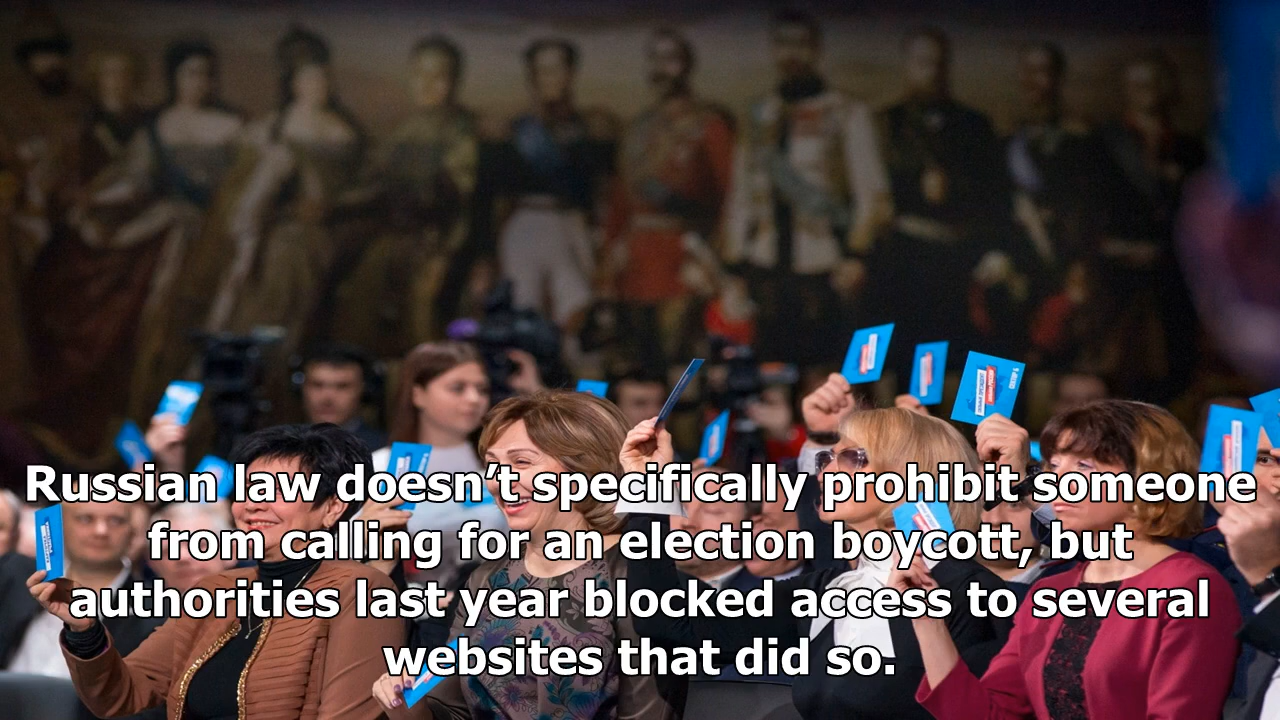 Russian law doesn’t specifically prohibit someone
from calling for an election boycott, but
authorities last year blocked access to several
websites that did so.